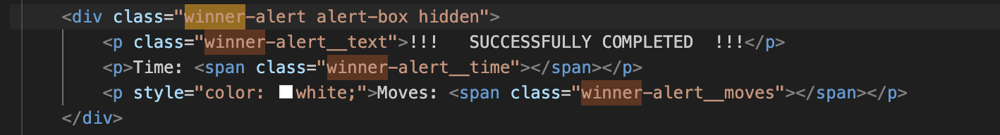 <div class="winner-alert alert-box hidden">
<p class="winner-alert__text">!!!   SUCCESSFULLY COMPLETED  !!!</p>
<p>Time: <span class="winner-alert__time"></span></p>
<p style="color: white;">Moves: <span class="winner-alert__moves"></span></p>
</div>